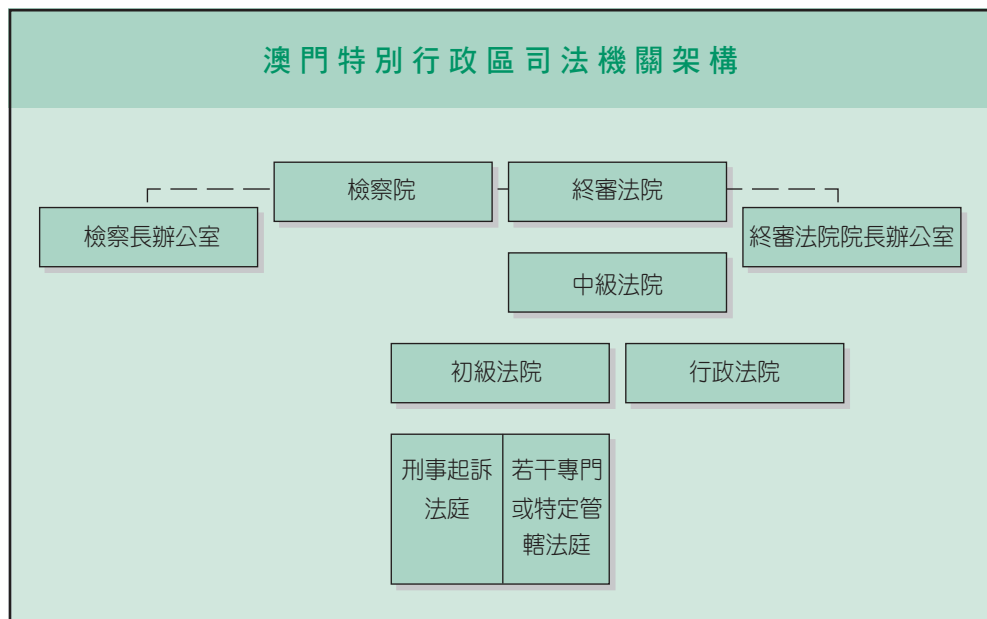 澳門特別行政區司法機關架構
檢察院
終審法院
檢察長辦公室
終審法院院長辦公室
中級法院
初級法院
行政法院
刑事起訴
法庭
若干專門
或特定管
轄法庭